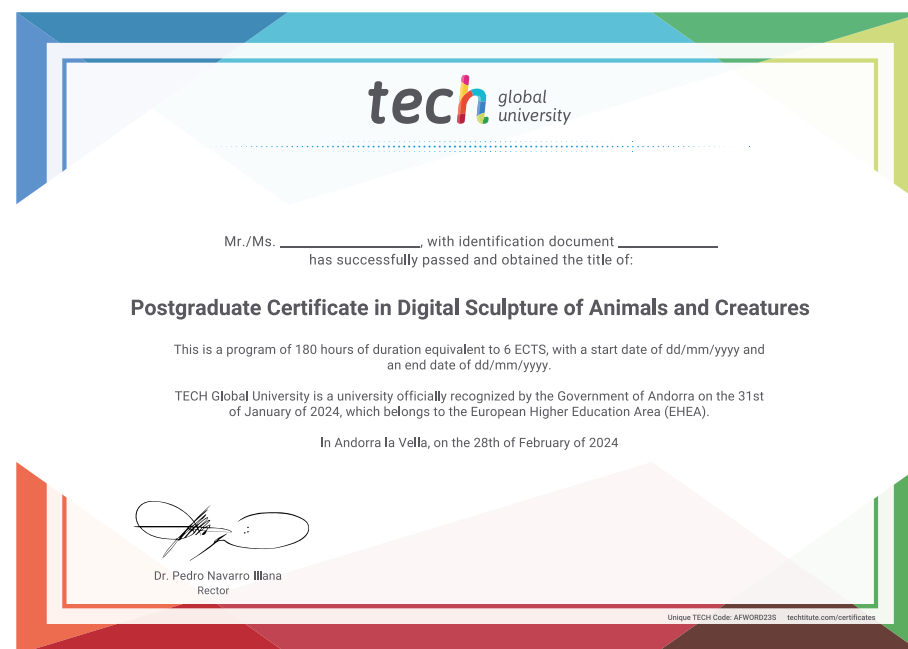 tech global
university
Mr./Ms. ____________, with identification document ____________
has successfully passed and obtained the title of:
Postgraduate Certificate in Digital Sculpture of Animals and Creatures
This is a program of 180 hours of duration equivalent to 6 ECTS, with a start date of dd/mm/yyyy and
an end date of dd/mm/yyyy.
TECH Global University is a university officially recognized by the Government of Andorra on the 31st
of January of 2024, which belongs to the European Higher Education Area (EHEA).
In Andorra la Vella, on the 28th of February of 2024
Dr. Pedro Navarro Illana
Rector
Unique TECH Code: AFWORD23S techtitute.com/certificates